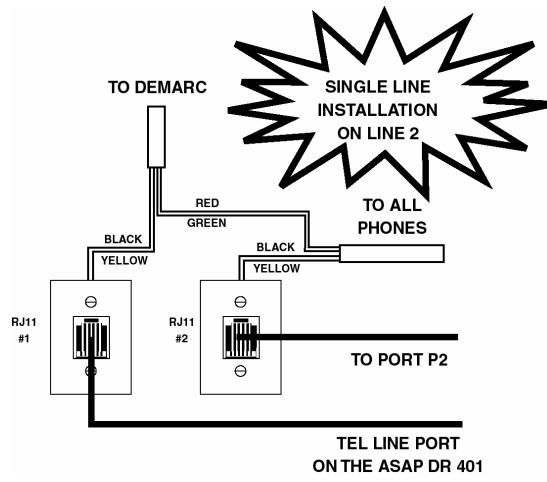 TO DEMARC
SINGLE LINE
INSTALLATION
ON LINE 2
RED
GREEN
TO ALL
PHONES
BLACK
YELLOW
BLACK
YELLOW
RJ11
#1
RJ11
#2
TO PORT P2
TEL LINE PORT
ON THE ASAP DR 401